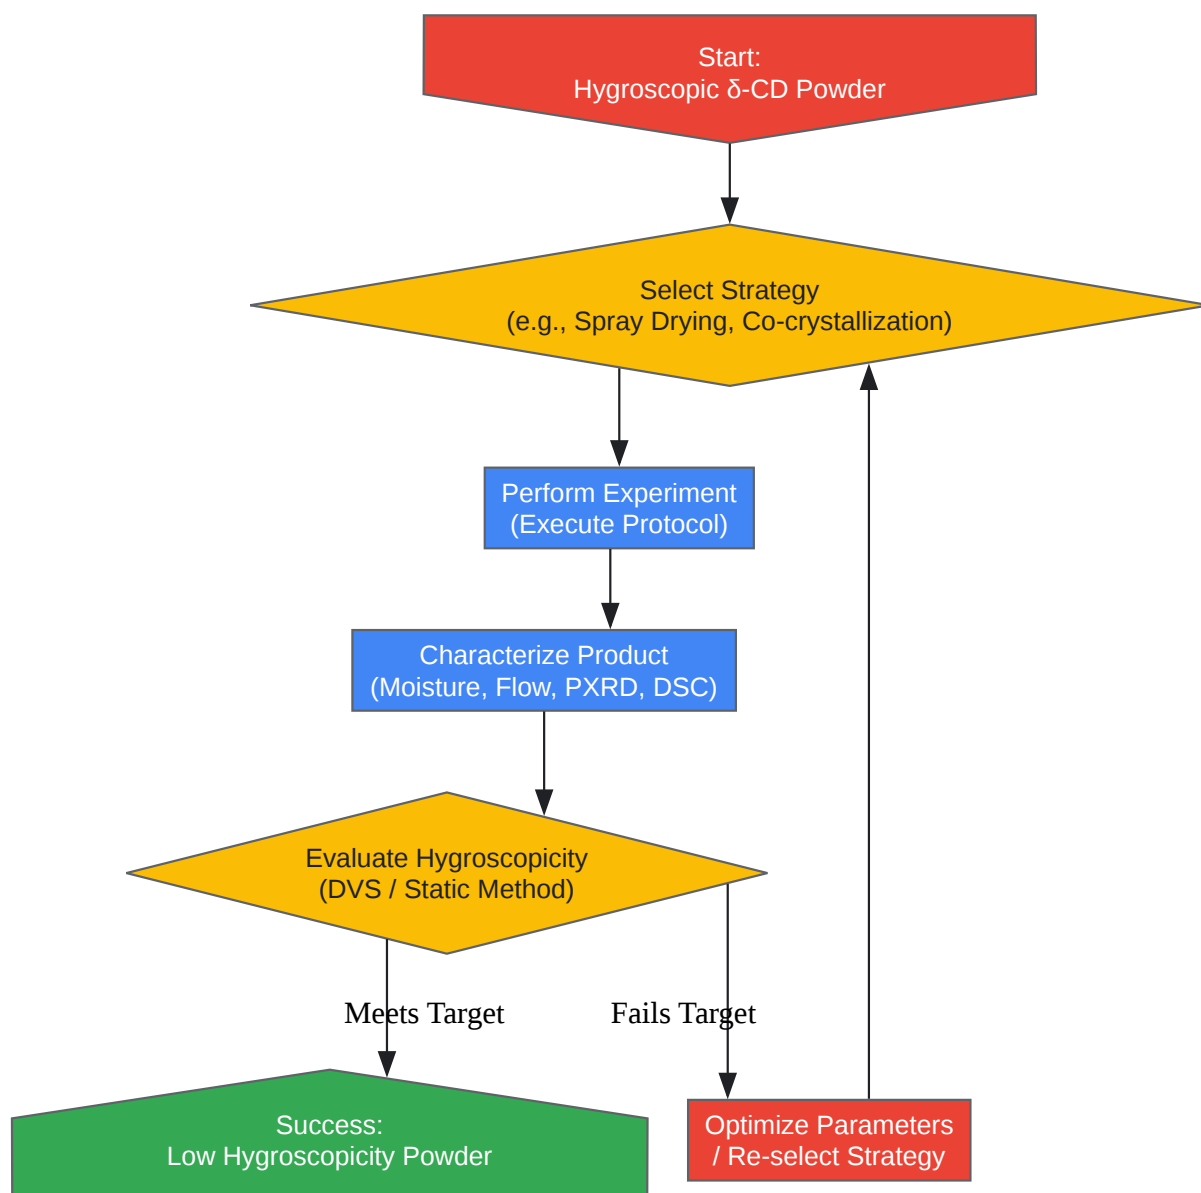 Start:
Hygroscopic δ-CD Powder
Select Strategy
(e.g., Spray Drying, Co-crystallization)
Perform Experiment
(Execute Protocol)
Characterize Product
(Moisture, Flow, PXRD, DSC)
Evaluate Hygroscopicity
(DVS / Static Method)
Meets Target
Fails Target
Success:
Low Hygroscopicity Powder
Optimize Parameters
/ Re-select Strategy